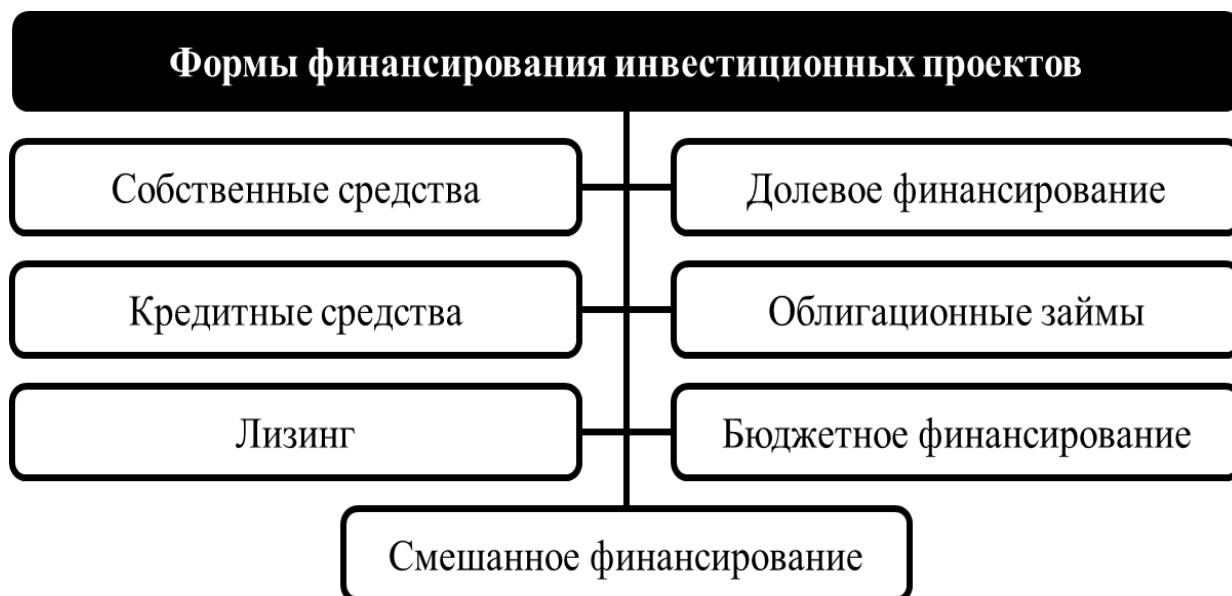 Формы финансирования инвестиционных проектов
Собственные средства
Долевое финансирование
Кредитные средства
Облигационные займы
Лизинг
Бюджетное финансирование
Смешанное финансирование